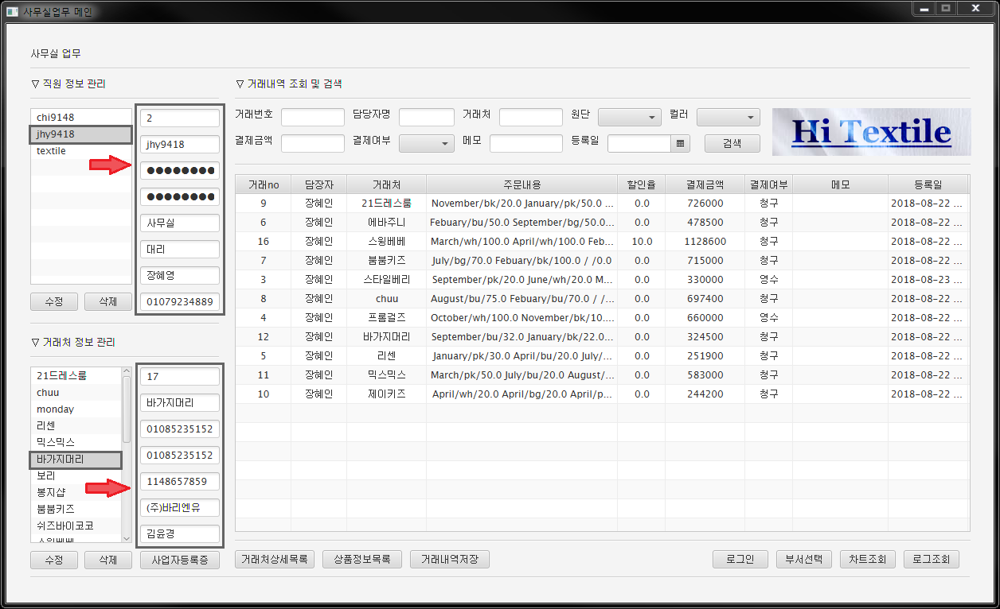 사무실업무 메인
사무실 업무
▽ 직원 정보 관리
chi9148
jhy9418
textile
2
jhy9418
●●●●●●●●
●●●●●●●●
사무실
대리
장혜영
01079234889
수정 삭제
▽ 거래처 정보 관리
21드레스룸
chuu
monday
리센
믹스믹스
바가지머리
보리
봉지샵
붐붐키즈
쉬즈바이코코
스윙베베
17
바가지머리
01085235152
01085235152
1148657859
(주)바리엔유
김윤경
수정 삭제 사업자등록증
▽ 거래내역 조회 및 검색
거래번호 담당자명 거래처 원단 컬러
결제금액 결제여부 메모 등록일 검색
Hi Textile
거래no 담장자 거래처 주문내용 할인율 결제금액 결제여부 메모 등록일
9 장혜인 21드레스룸 November/bk/20.0 January/pk/50.0 ... 0.0 726000 청구 2018-08-22 ...
6 장혜인 에바주니 Febuary/bu/50.0 September/bg/50.0... 0.0 478500 청구 2018-08-22 ...
16 장혜인 스윙베베 March/wh/100.0 April/wh/100.0 Feb... 10.0 1128600 청구 2018-08-22 ...
7 장혜인 붐붐키즈 July/bg/70.0 Febuary/bk/100.0 / /0.0 0.0 715000 청구 2018-08-22 ...
3 장혜인 스타일베리 September/pk/20.0 June/wh/20.0 M... 0.0 330000 영수 2018-08-23 ...
8 장혜인 chuu August/bu/75.0 Febuary/bu/70.0 / /... 0.0 697400 청구 2018-08-22 ...
4 장혜인 프롬걸즈 October/wh/100.0 November/bk/10.... 0.0 660000 영수 2018-08-22 ...
12 장혜인 바가지머리 September/bu/32.0 January/bk/22.0... 0.0 324500 청구 2018-08-22 ...
5 장혜인 리센 January/pk/30.0 April/bu/20.0 July/... 0.0 251900 청구 2018-08-22 ...
11 장혜인 믹스믹스 March/pk/50.0 July/bu/20.0 August/... 0.0 583000 청구 2018-08-22 ...
10 장혜인 제이키즈 April/wh/20.0 April/bg/20.0 April/p... 0.0 244200 청구 2018-08-22 ...
거래처상세목록 상품정보목록 거래내역저장 로그인 부서선택 차트조회 로그조회